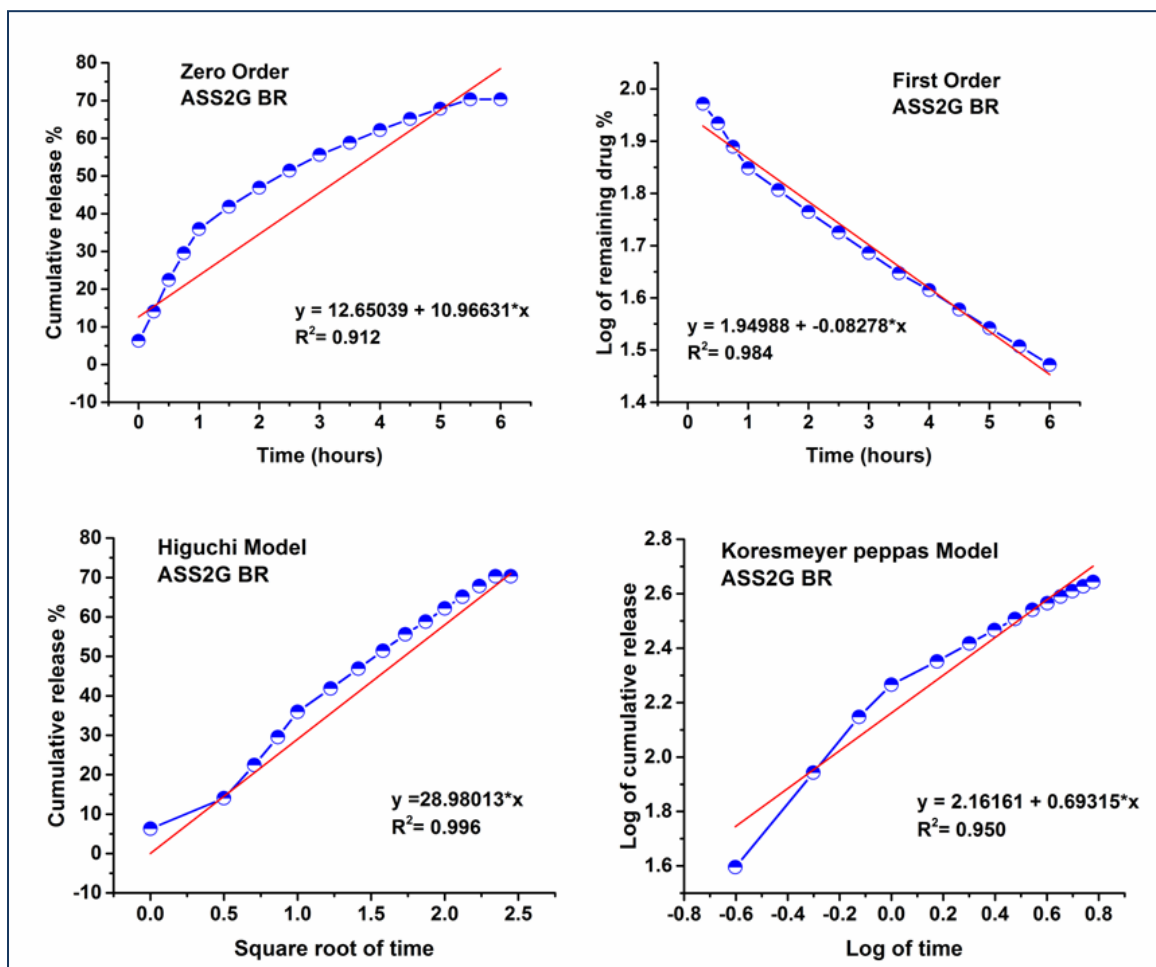 Zero Order
ASS2G BR
Cumulative release %
80
70
60
50
40
30
20
10
0
-10
y = 12.65039 + 10.96631*x
R²= 0.912
0 1 2 3 4 5 6
Time (hours)
First Order
ASS2G BR
Log of remaining drug %
2.0
1.9
1.8
1.7
1.6
1.5
1.4
y = 1.94988 + -0.08278*x
R²= 0.984
0 1 2 3 4 5 6
Time (hours)
Higuchi Model
ASS2G BR
Cumulative release %
80
70
60
50
40
30
20
10
0
-10
y =28.98013*x
R²= 0.996
0.0 0.5 1.0 1.5 2.0 2.5
Square root of time
Koresmeyer peppas Model
ASS2G BR
Log of cumulative release
2.8
2.6
2.4
2.2
2.0
1.8
1.6
y = 2.16161 + 0.69315*x
R²= 0.950
-0.8 -0.6 -0.4 -0.2 0.0 0.2 0.4 0.6 0.8
Log of time